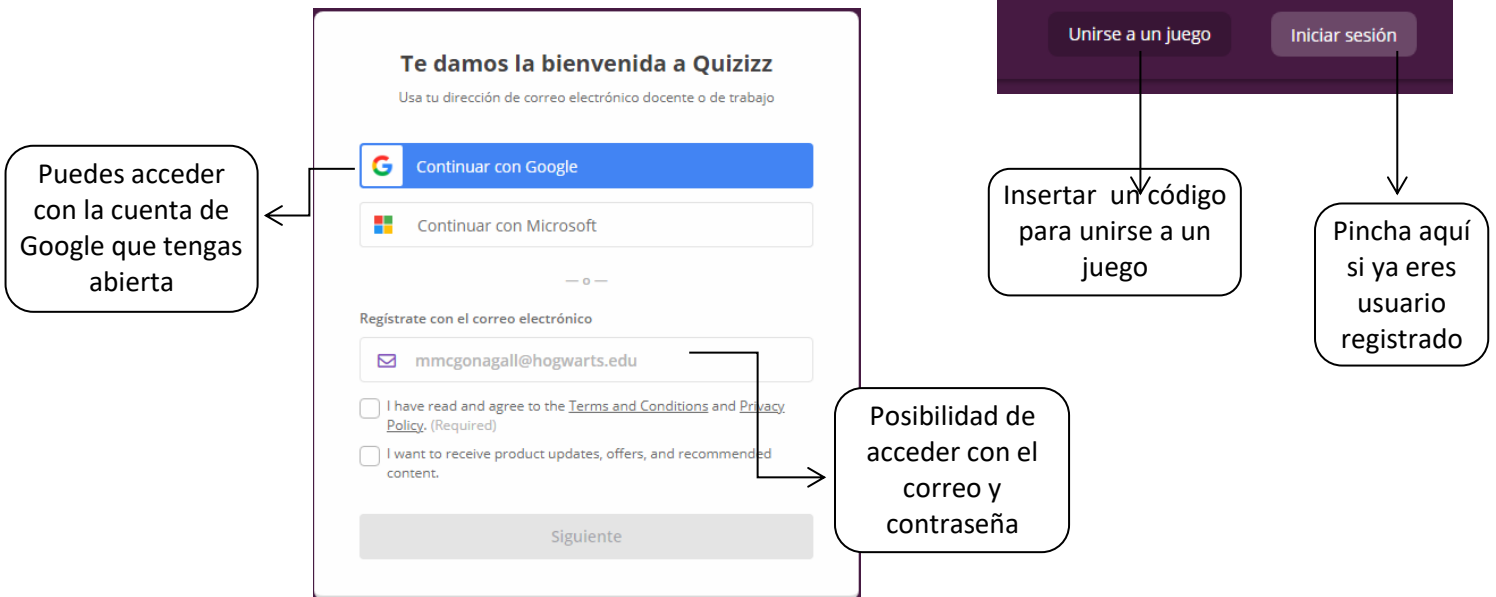 Te damos la bienvenida a Quizizz
Usa tu dirección de correo electrónico docente o de trabajo
Continuar con Google
Continuar con Microsoft
— o —
Regístrate con el correo electrónico
mmcgonagall@hogwarts.edu
I have read and agree to the Terms and Conditions and Privacy
Policy. (Required)
I want to receive product updates, offers, and recommended
content.
Siguiente
Puedes acceder
con la cuenta de
Google que tengas
abierta
Posibilidad de
acceder con el
correo y
contraseña
Unirse a un juego
Iniciar sesión
Insertar un código
para unirse a un
juego
Pincha aquí
si ya eres
usuario
registrado